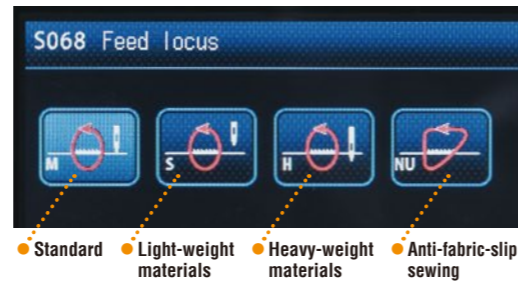 S068 Feed locus
M
S
H
NU
Standard
Light-weight
materials
Heavy-weight
materials
Anti-fabric-slip
sewing